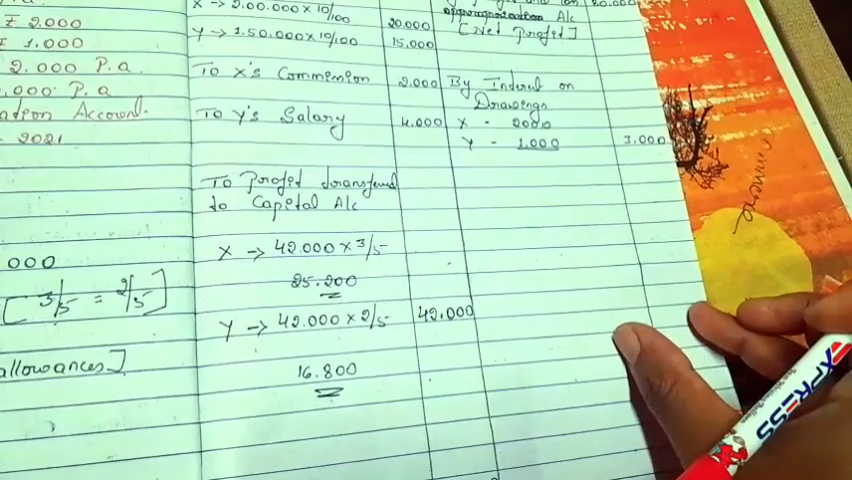 X → 2.00.000 x 10/100 20.000
Y → 1.50.000 x 10/100 15.000
appropriation A/c 80.000
[Net Profit]
₹ 2.000
₹ 1.000
2.000 P.a.
.000 P.a
Account.
2021
000
[ 3/5 = 2/5 ]
allowances]
To X's Commission 2.000
To Y's Salary 4.000
To Profit transferred
to Capital A/c
X → 42.000 x 3/5
25.200
Y → 42.000 x 2/5 42.000
16.800
By Interest on
Drawings
X - 2000
Y - 1.000 3.000
EXPRESS